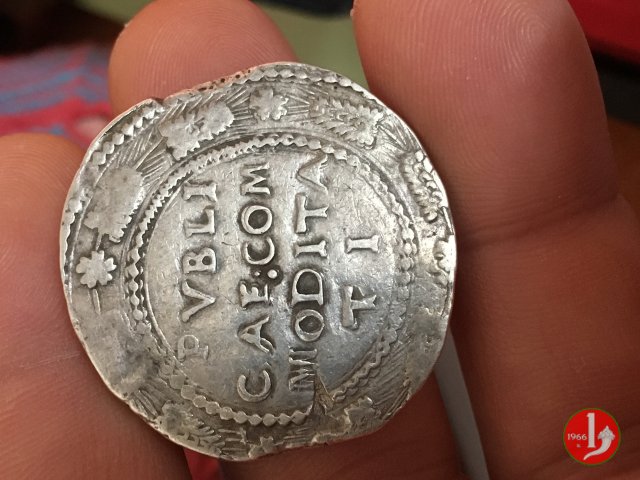 PVBLI
CAE:COM
MODITA
TI
1966